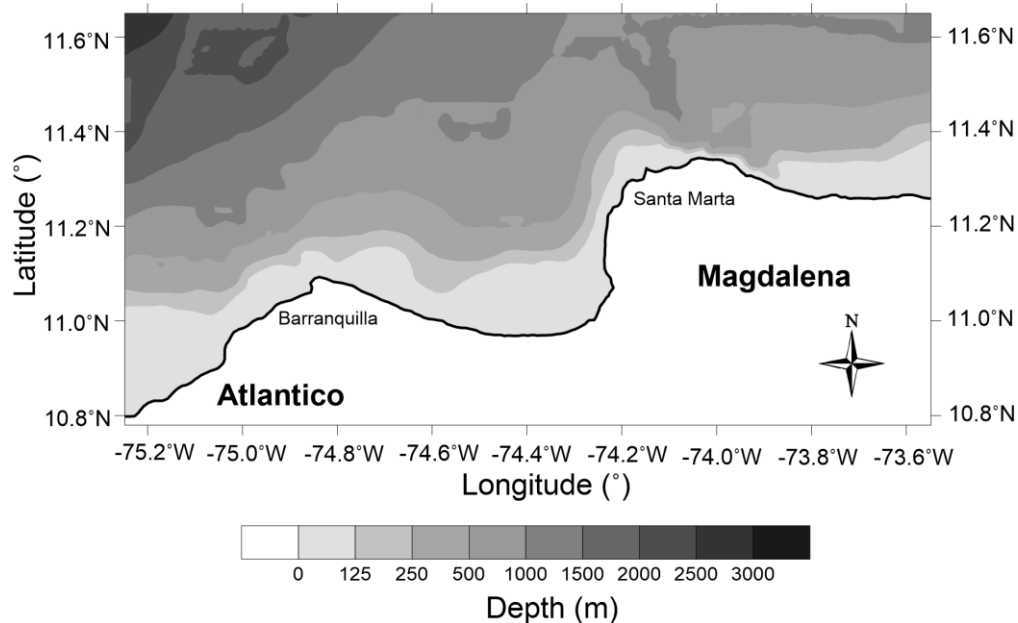 11.6˚N
11.6˚N
11.4˚N
11.4˚N
Santa Marta
11.2˚N
11.2˚N
Latitude (˚)
Magdalena
Barranquilla
11.0˚N
11.0˚N
N
Atlantico
10.8˚N
10.8˚N
-75.2˚W -75.0˚W -74.8˚W -74.6˚W -74.4˚W -74.2˚W -74.0˚W -73.8˚W -73.6˚W
Longitude (˚)
0 125 250 500 1000 1500 2000 2500 3000
Depth (m)